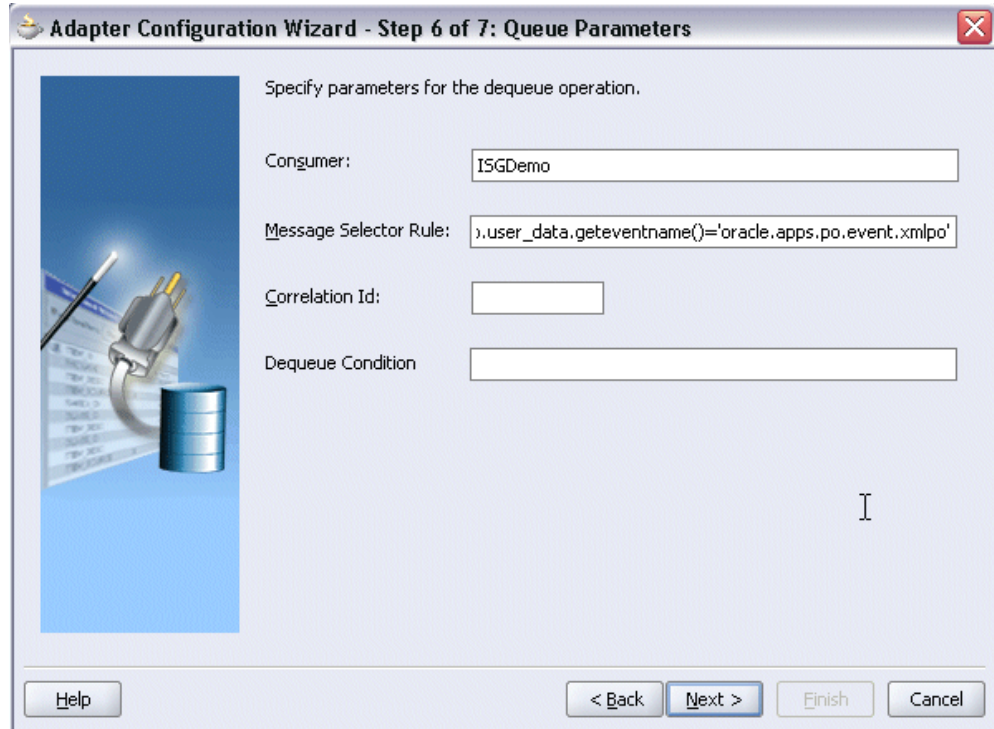 Adapter Configuration Wizard - Step 6 of 7: Queue Parameters
Specify parameters for the dequeue operation.
Consumer:
ISGDemo
Message Selector Rule:
.user_data.geteventname()='oracle.apps.po.event.xmlpo'
Correlation Id:
Dequeue Condition
Help
< Back
Next >
Finish
Cancel